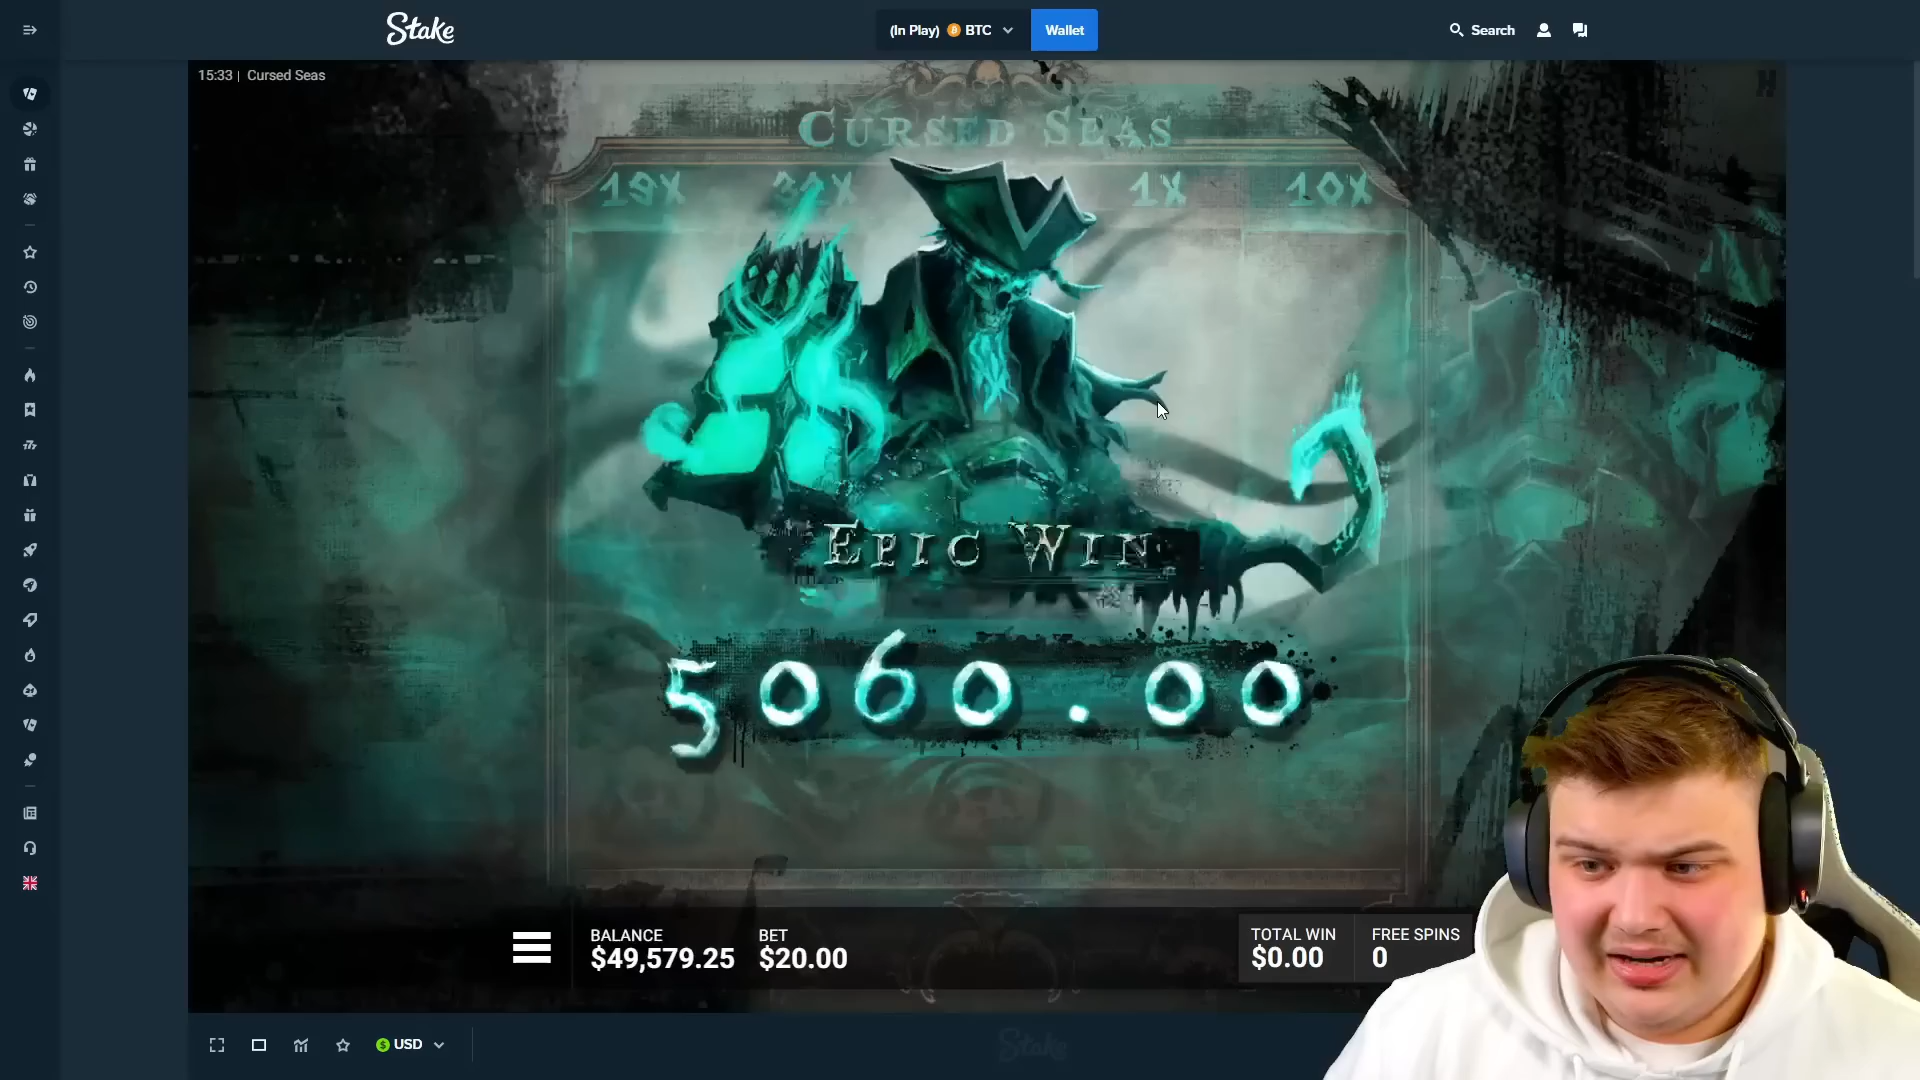 Stake
(In Play) BTC
Wallet
Search
15:33 | Cursed Seas
CURSED SEAS
1X
10X
EPIC WIN
5060.00
BALANCE
$49,579.25
BET
$20.00
TOTAL WIN
$0.00
FREE SPINS
0
USD
Stake